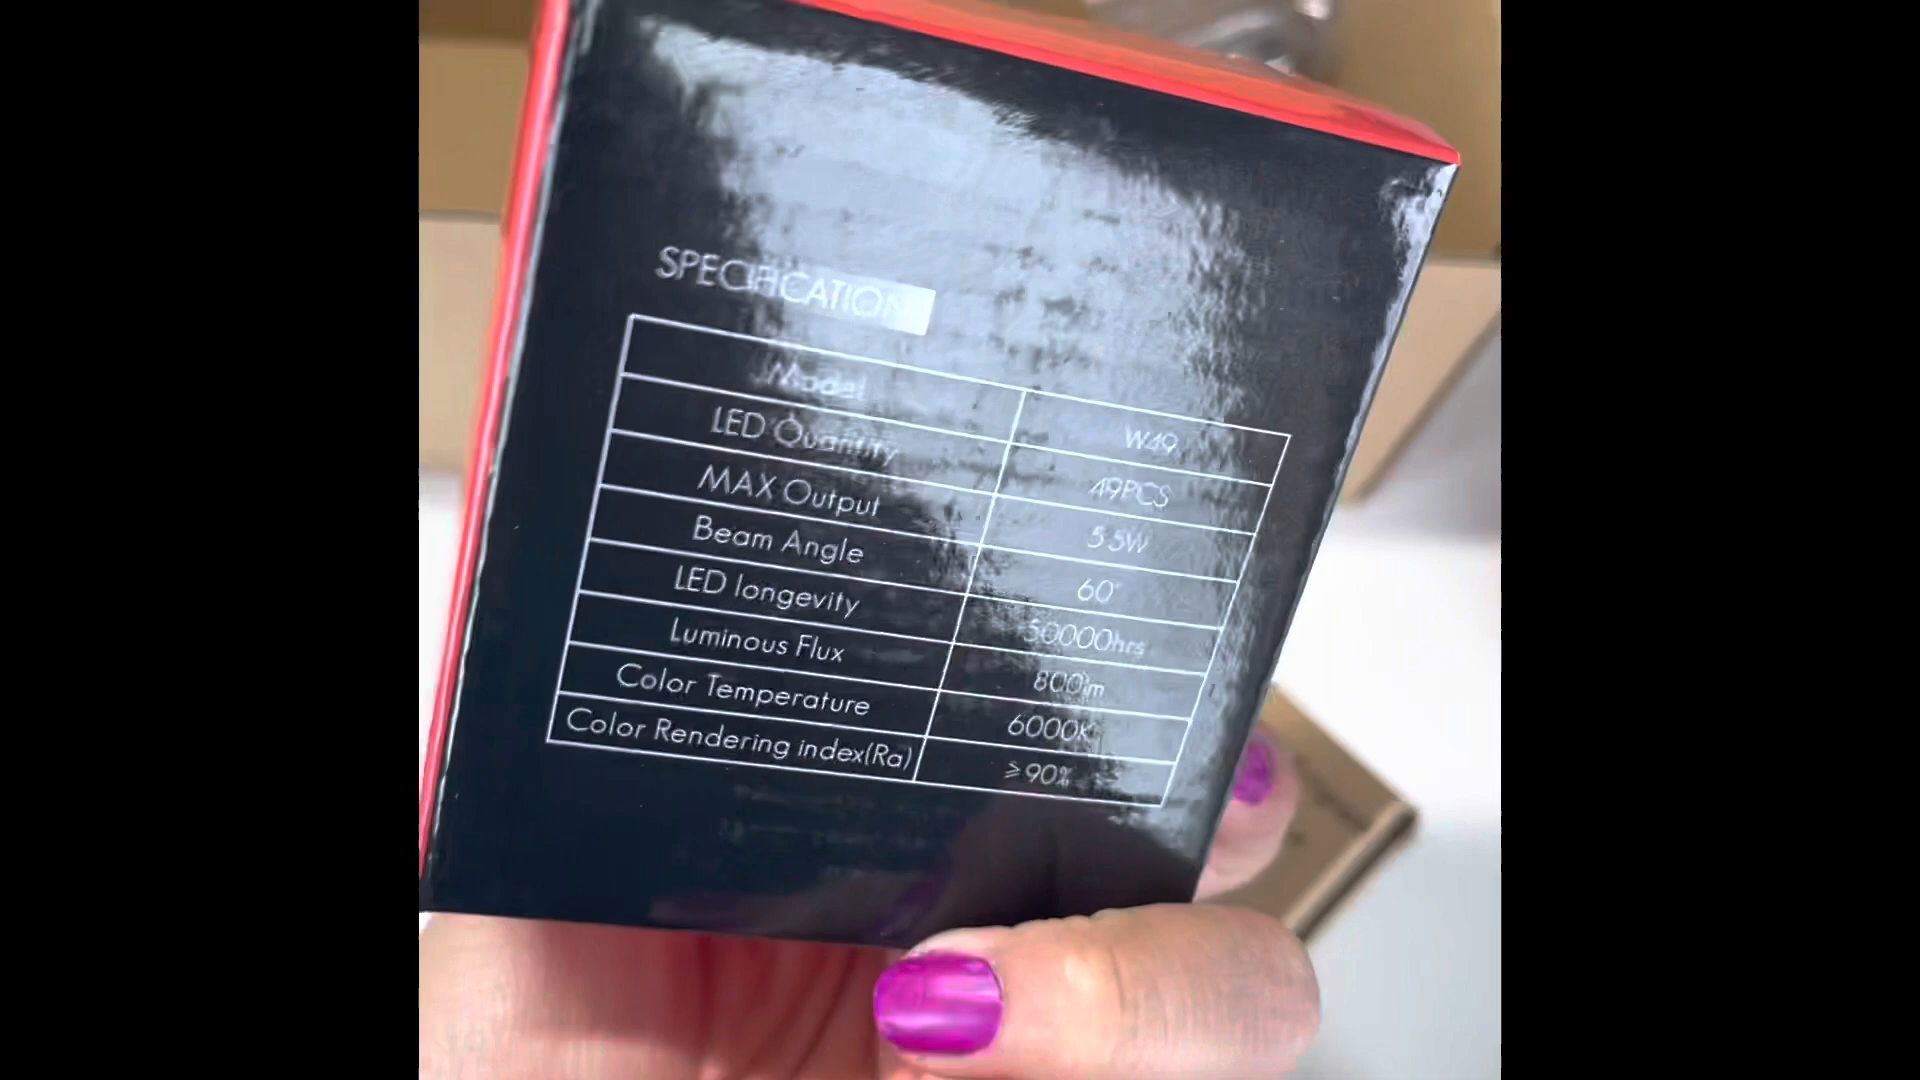 SPECIFICATION
Model W49
LED Quantity 49PCS
MAX Output 5.5W
Beam Angle 60°
LED longevity 50000hrs
Luminous Flux 800lm
Color Temperature 6000K
Color Rendering index(Ra) ≥90%